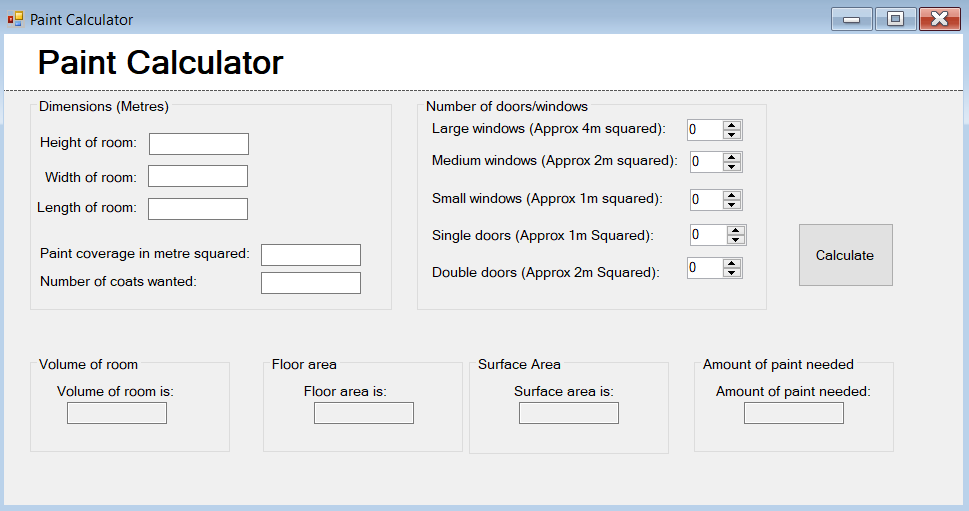 Paint Calculator
Paint Calculator
Dimensions (Metres)
Height of room:
Width of room:
Length of room:
Paint coverage in metre squared:
Number of coats wanted:
Number of doors/windows
Large windows (Approx 4m squared): 0
Medium windows (Approx 2m squared): 0
Small windows (Approx 1m squared): 0
Single doors (Approx 1m Squared): 0
Double doors (Approx 2m Squared): 0
Calculate
Volume of room
Volume of room is:
Floor area
Floor area is:
Surface Area
Surface area is:
Amount of paint needed
Amount of paint needed: